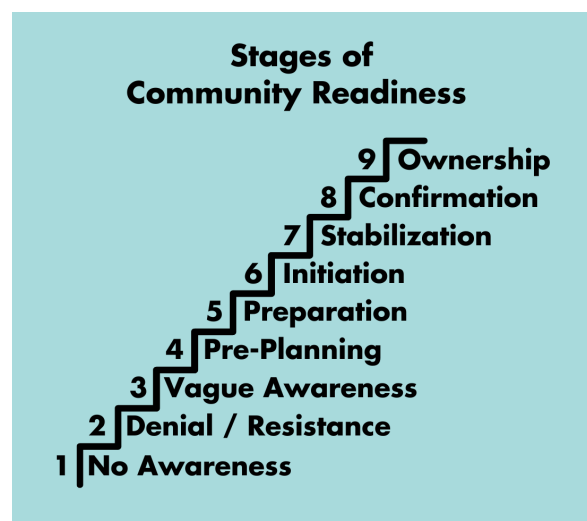 Stages of
Community Readiness
9 Ownership
8 Confirmation
7 Stabilization
6 Initiation
5 Preparation
4 Pre-Planning
3 Vague Awareness
2 Denial / Resistance
1 No Awareness